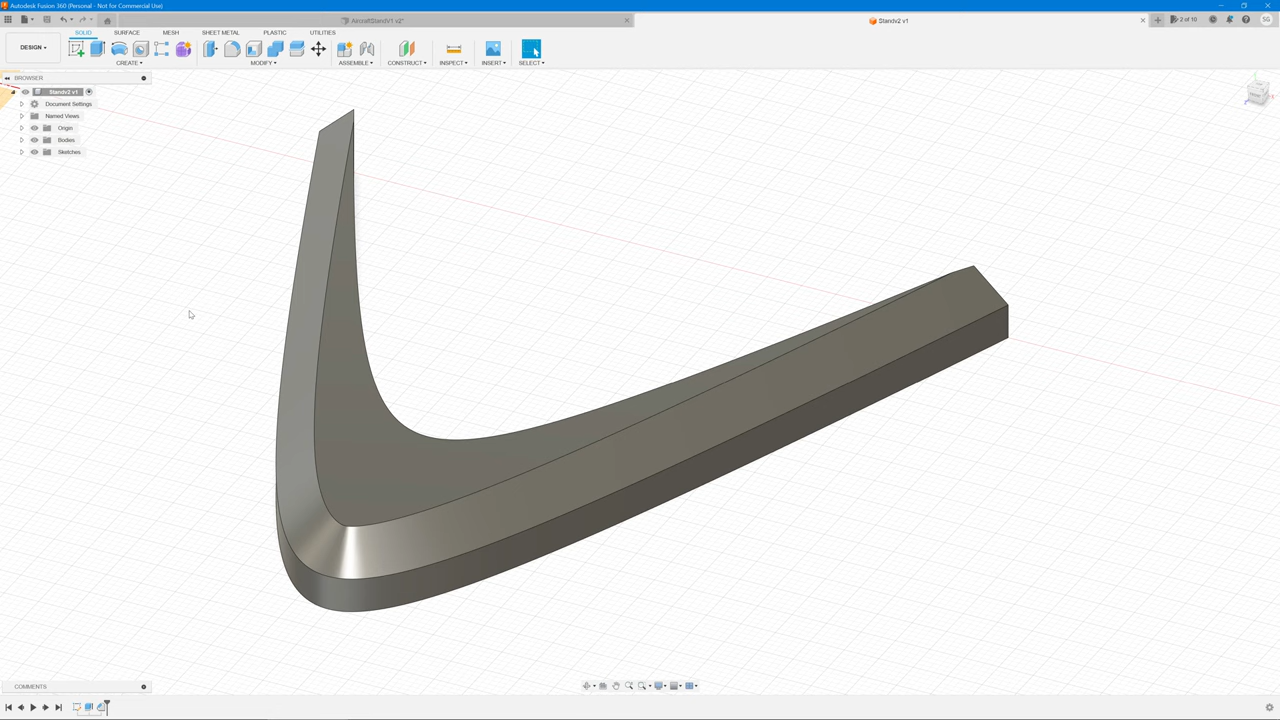 Autodesk Fusion 360 (Personal - Not for Commercial Use)
AircraftStandV1 v2*
Standv2 v1
2 of 10
SG
DESIGN
SOLID SURFACE MESH SHEET METAL PLASTIC UTILITIES
CREATE MODIFY ASSEMBLE CONSTRUCT INSPECT INSERT SELECT
BROWSER
Standv2 v1
Document Settings
Named Views
Origin
Bodies
Sketches
COMMENTS